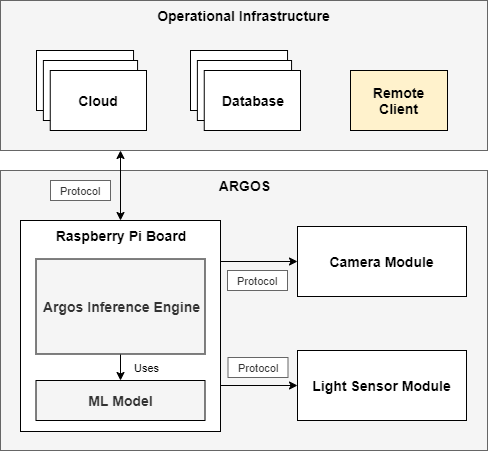 Operational Infrastructure
Cloud
Database
Remote
Client
Protocol
ARGOS
Raspberry Pi Board
Argos Inference Engine
Uses
ML Model
Protocol
Camera Module
Protocol
Light Sensor Module